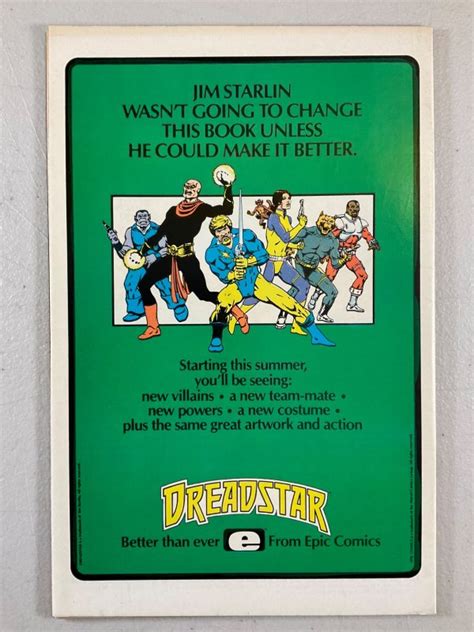 JIM STARLIN
WASN'T GOING TO CHANGE
THIS BOOK UNLESS
HE COULD MAKE IT BETTER.
Starting this summer,
you'll be seeing:
new villains • a new team-mate •
new powers • a new costume •
plus the same great artwork and action
DREADSTAR
Better than ever e From Epic Comics